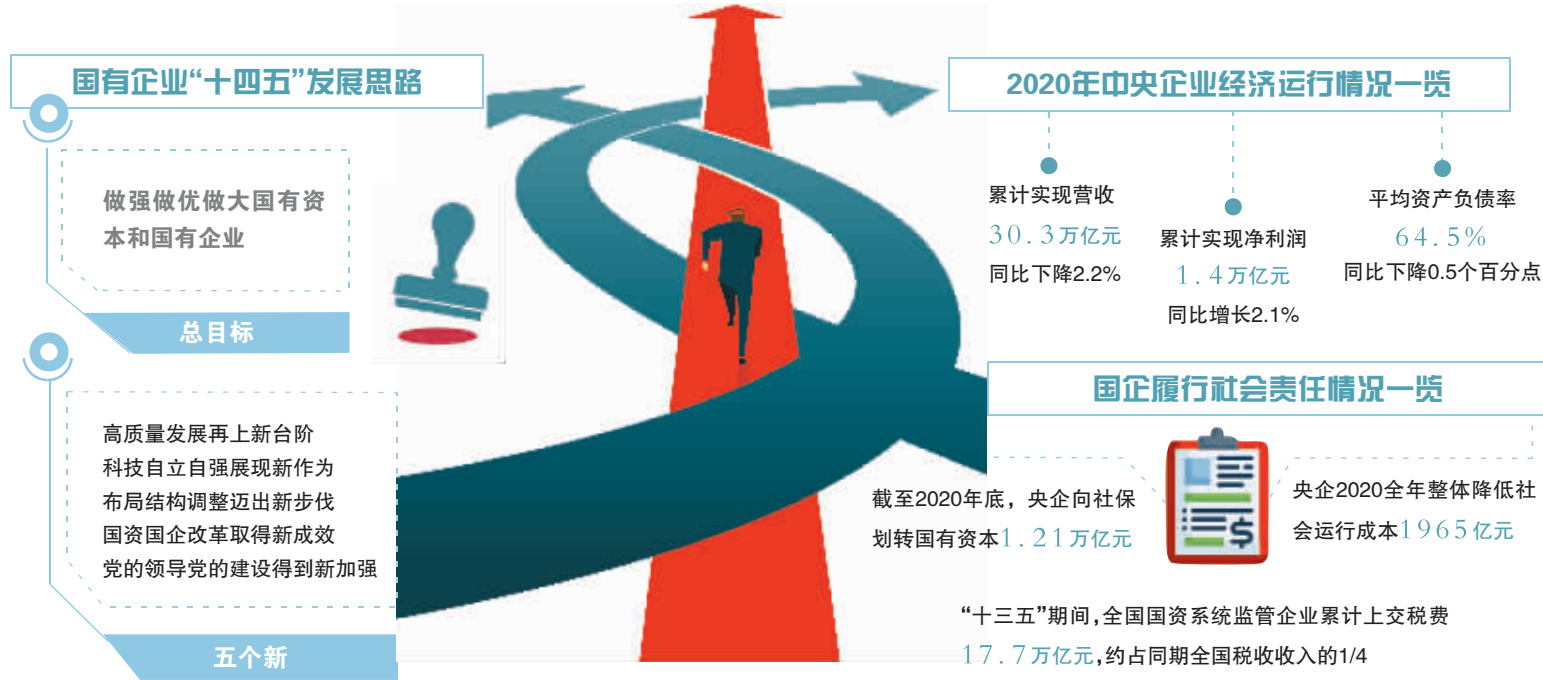 国有企业“十四五”发展思路
做强做优做大国有资
本和国有企业
总目标
高质量发展再上新台阶
科技自立自强展现新作为
布局结构调整迈出新步伐
国资国企改革取得新成效
党的领导党的建设得到新加强
五个新
2020年中央企业经济运行情况一览
累计实现营收
30.3万亿元
同比下降2.2%
累计实现净利润
1.4万亿元
同比增长2.1%
平均资产负债率
64.5%
同比下降0.5个百分点
国企履行社会责任情况一览
截至2020年底，央企向社保
划转国有资本1.21万亿元
央企2020全年整体降低社
会运行成本1965亿元
“十三五”期间,全国国资系统监管企业累计上交税费
17.7万亿元,约占同期全国税收收入的1/4